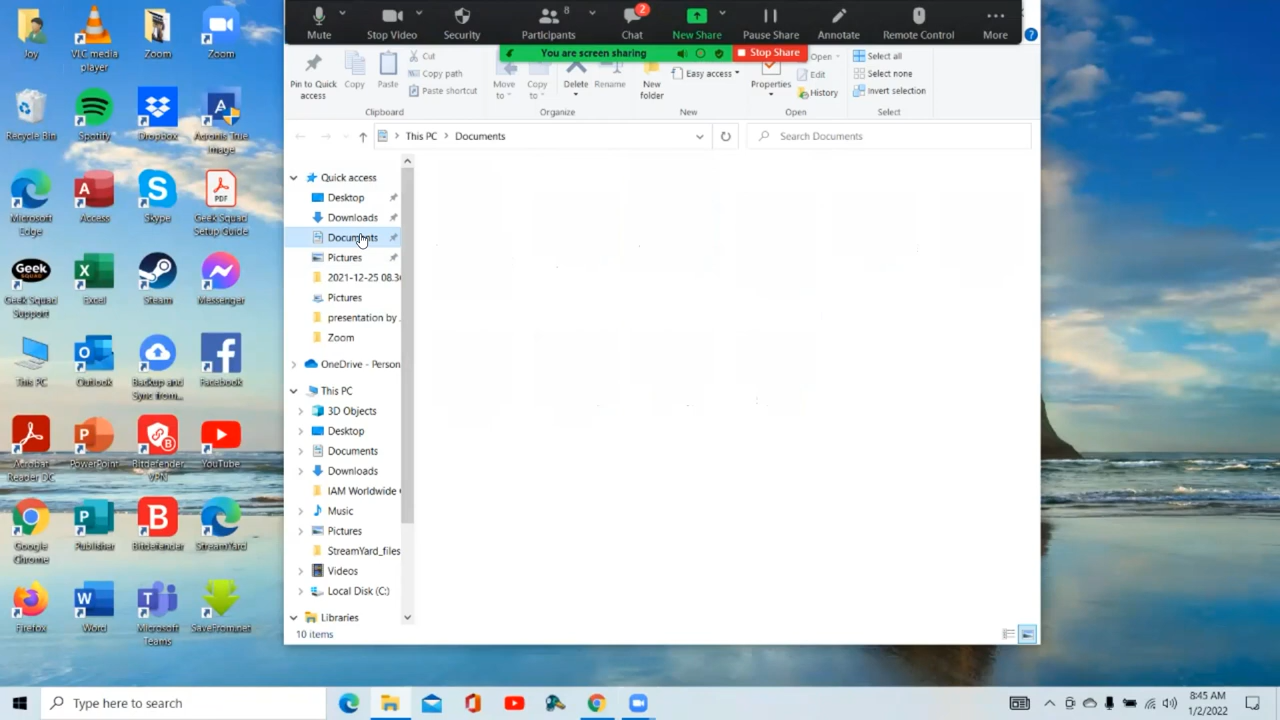 Joy
VLC media player
Zoom
Zoom
Recycle Bin
Spotify
Dropbox
Acronis True Image
Microsoft Edge
Access
Skype
PDF
Geek Squad Setup Guide
Geek
Geek Squad Support
Excel
Steam
Messenger
This PC
Outlook
Backup and Sync from...
Facebook
Acrobat Reader DC
PowerPoint
Bitdefender VPN
YouTube
Google Chrome
Publisher
Bitdefender
StreamYard
Firefox
Word
Microsoft Teams
SaveFrom.net
Mute
Stop Video
Security
Participants
8
Chat
2
New Share
Pause Share
Annotate
Remote Control
More
You are screen sharing
Stop Share
Pin to Quick access
Copy
Paste
Cut
Copy path
Paste shortcut
Clipboard
Move to
Copy to
Delete
Rename
Organize
New folder
Easy access
New
Properties
Open
Edit
History
Open
Select all
Select none
Invert selection
Select
This PC > Documents
Search Documents
Quick access
Desktop
Downloads
Documents
Pictures
2021-12-25 08.3
Pictures
presentation by
Zoom
OneDrive - Person
This PC
3D Objects
Desktop
Documents
Downloads
IAM Worldwide
Music
Pictures
StreamYard_files
Videos
Local Disk (C:)
Libraries
10 items
Type here to search
8:45 AM
1/2/2022